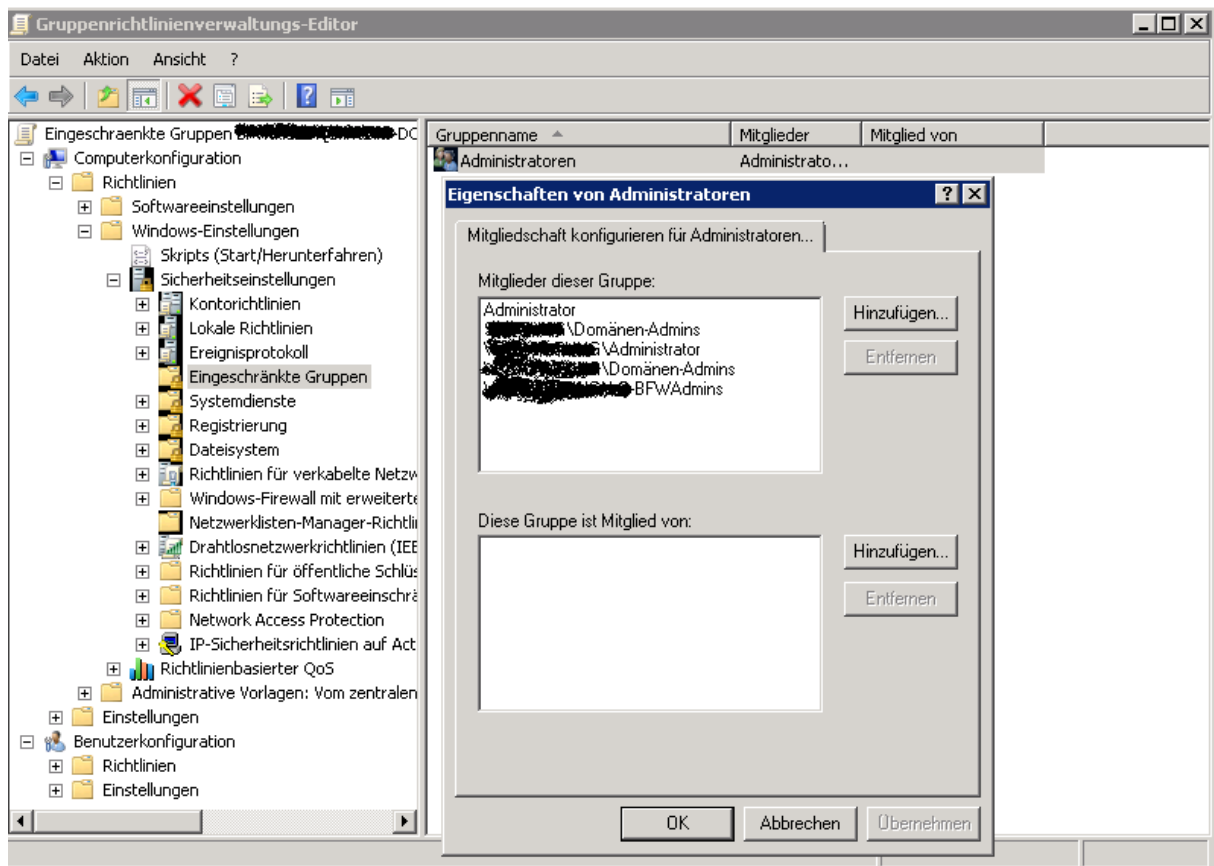 Gruppenrichtlinienverwaltungs-Editor
Datei Aktion Ansicht ?
Eingeschraenkte Gruppen -DC
Computerkonfiguration
Richtlinien
Softwareeinstellungen
Windows-Einstellungen
Skripts (Start/Herunterfahren)
Sicherheitseinstellungen
Kontorichtlinien
Lokale Richtlinien
Ereignisprotokoll
Eingeschränkte Gruppen
Systemdienste
Registrierung
Dateisystem
Richtlinien für verkabelte Netzw
Windows-Firewall mit erweiterte
Netzwerklisten-Manager-Richtli
Drahtlosnetzwerkrichtlinien (IEE
Richtlinien für öffentliche Schlüs
Richtlinien für Softwareeinschrä
Network Access Protection
IP-Sicherheitsrichtlinien auf Act
Richtlinienbasierter QoS
Administrative Vorlagen: Vom zentralen
Einstellungen
Benutzerkonfiguration
Richtlinien
Einstellungen
Gruppenname Mitglieder Mitglied von
Administratoren Administrato...
Eigenschaften von Administratoren
Mitgliedschaft konfigurieren für Administratoren...
Mitglieder dieser Gruppe:
Administrator
\Domänen-Admins
G\Administrator
\Domänen-Admins
-BFWAdmins
Hinzufügen...
Entfernen
Diese Gruppe ist Mitglied von:
Hinzufügen...
Entfernen
OK Abbrechen Übernehmen